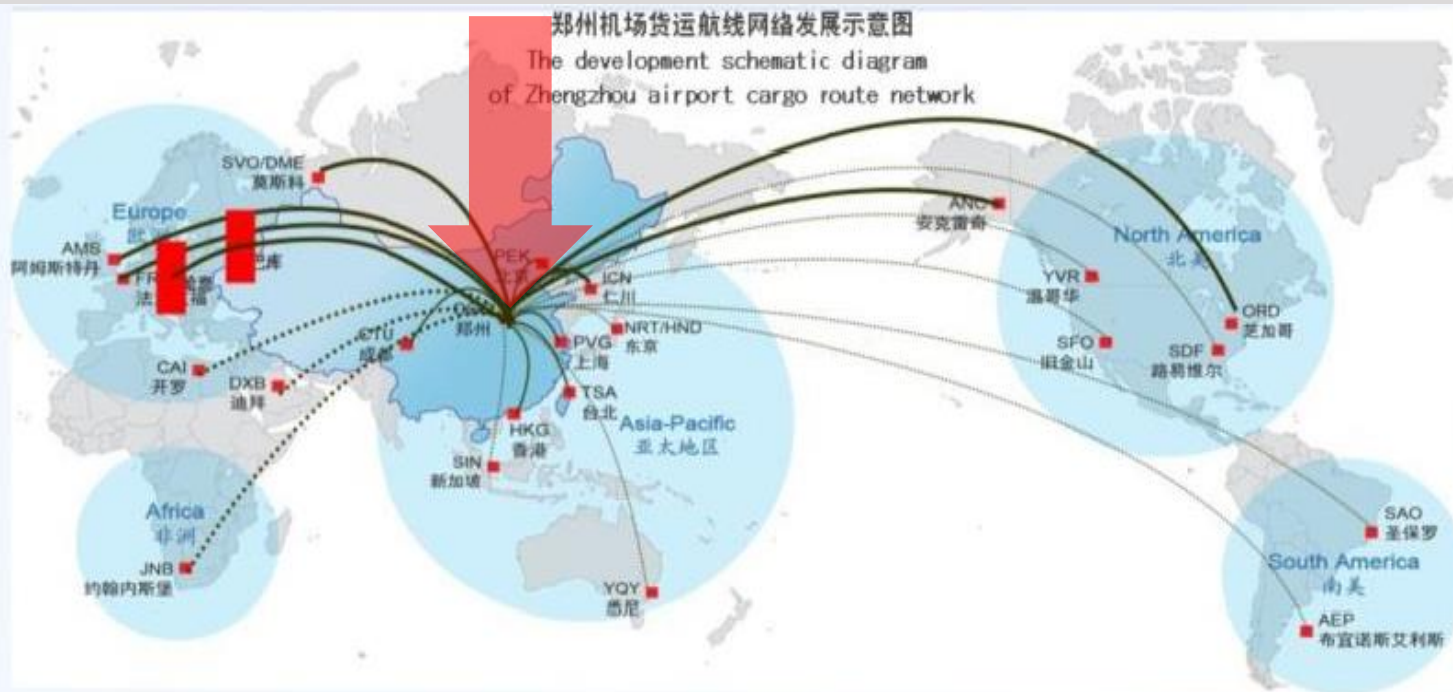 郑州机场货运航线网络发展示意图
The development schematic diagram
of Zhengzhou airport cargo route network
SVO/DME
莫斯科
Europe
AMS
阿姆斯特丹
巴库
PEK
北京
ICN
仁川
郑州
CTU
成都
NRT/HND
东京
PVG
上海
TSA
台北
HKG
香港
SIN
新加坡
Asia-Pacific
亚太地区
CAI
开罗
DXB
迪拜
Africa
非洲
JNB
约翰内斯堡
YQY
悉尼
ANC
安克雷奇
North America
北美
YVR
温哥华
ORD
芝加哥
SFO
旧金山
SDF
路易维尔
SAO
圣保罗
South America
南美
AEP
布宜诺斯艾利斯